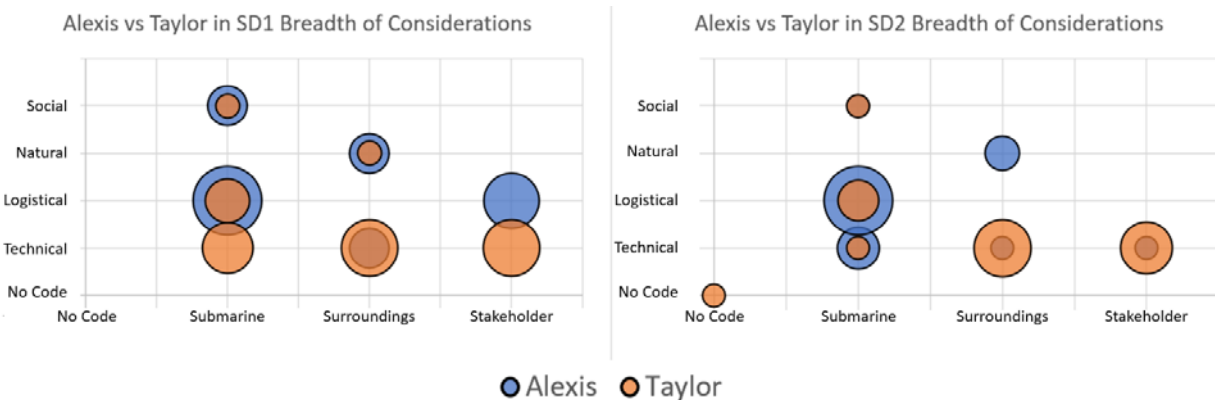 Alexis vs Taylor in SD1 Breadth of Considerations
Social
Natural
Logistical
Technical
No Code
No Code Submarine Surroundings Stakeholder
Alexis vs Taylor in SD2 Breadth of Considerations
Social
Natural
Logistical
Technical
No Code
No Code Submarine Surroundings Stakeholder
Alexis Taylor